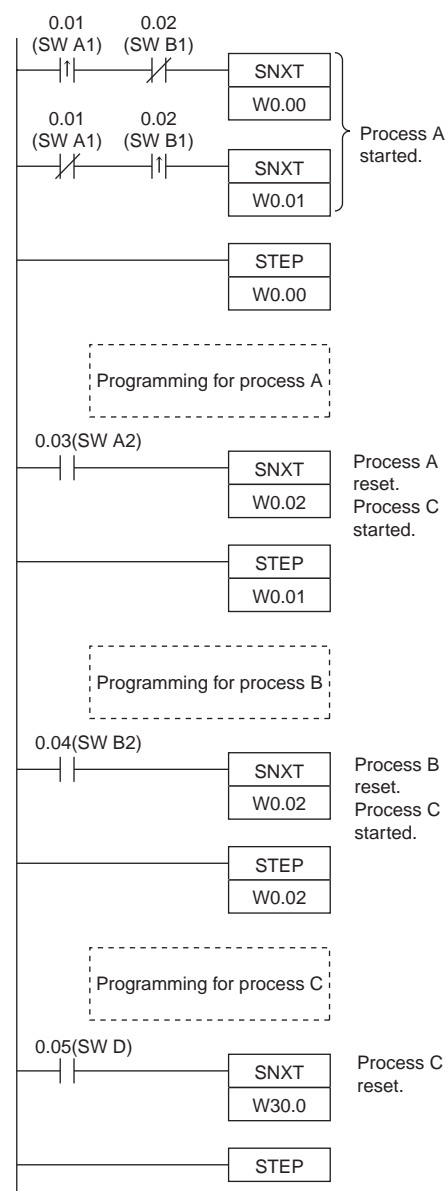 0.01 0.02
(SW A1) (SW B1)
↑
SNXT
W0.00
0.01 0.02
(SW A1) (SW B1)
↑
SNXT
W0.01
Process A
started.
STEP
W0.00
Programming for process A
0.03(SW A2)
SNXT
W0.02
Process A
reset.
Process C
started.
STEP
W0.01
Programming for process B
0.04(SW B2)
SNXT
W0.02
Process B
reset.
Process C
started.
STEP
W0.02
Programming for process C
0.05(SW D)
SNXT
W30.0
Process C
reset.
STEP